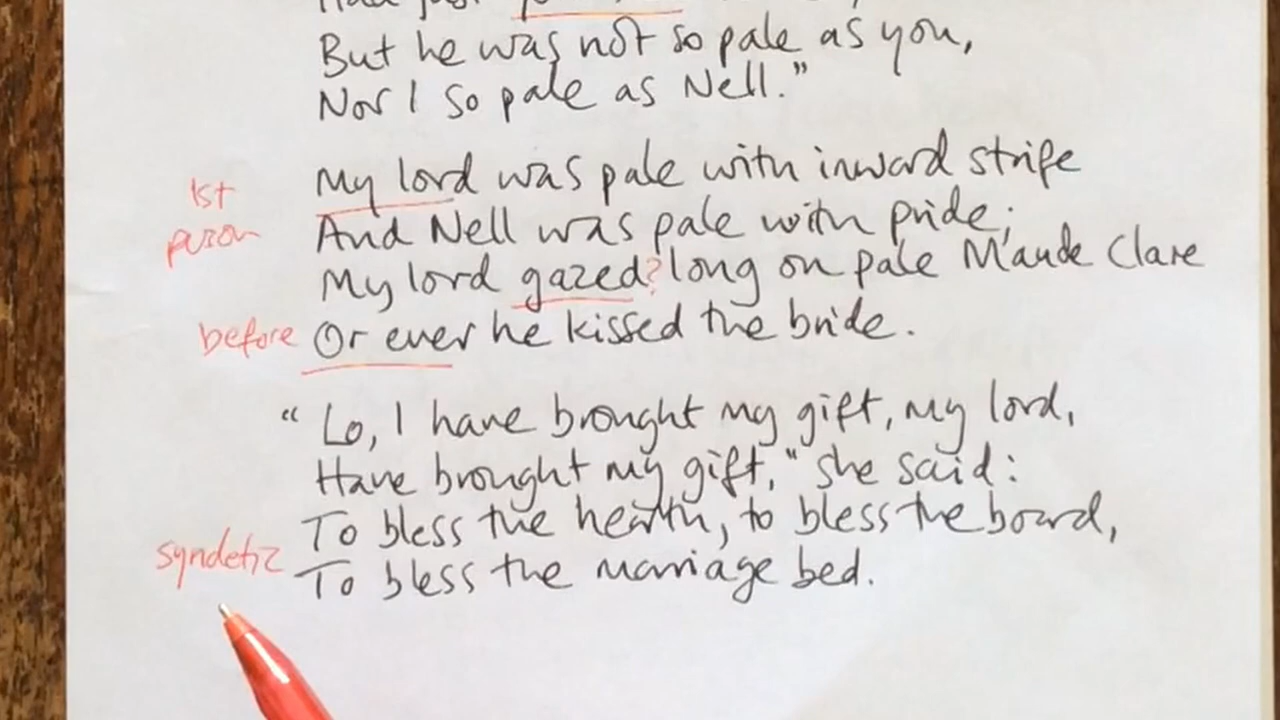 But he was not so pale as you,
Nor I so pale as Nell."
My lord was pale with inward strife
1st
And Nell was pale with pride;
person
My lord gazed? long on pale Maude Clare
before Or ever he kissed the bride.
"Lo, I have brought my gift, my lord,
Have brought my gift," she said:
To bless the hearth, to bless the board,
syndetic To bless the marriage bed.